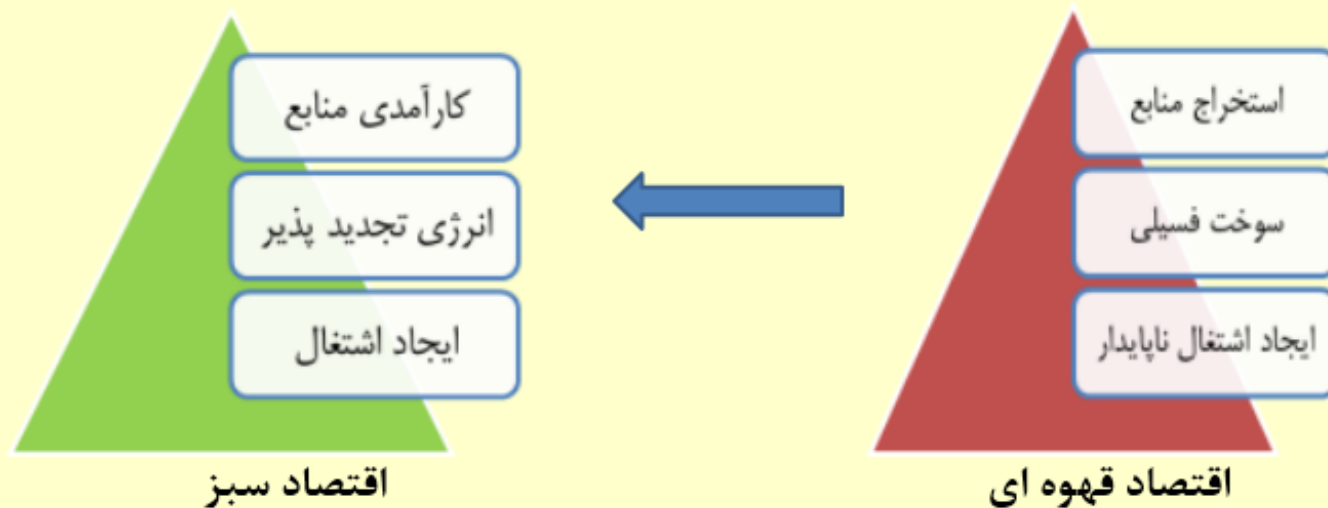 استخراج منابع
سوخت فسیلی
ایجاد اشتغال ناپایدار
اقتصاد قهوه ای
کارآمدی منابع
انرژی تجدید پذیر
ایجاد اشتغال
اقتصاد سبز